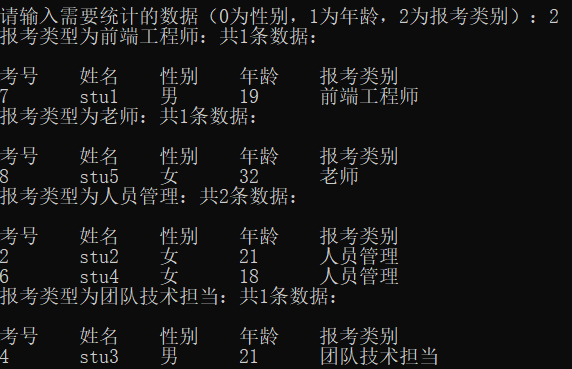 请输入需要统计的数据（0为性别，1为年龄，2为报考类别）：2
报考类型为前端工程师：共1条数据：
考号 姓名 性别 年龄 报考类别
7 stu1 男 19 前端工程师
报考类型为老师：共1条数据：
考号 姓名 性别 年龄 报考类别
8 stu5 女 32 老师
报考类型为人员管理：共2条数据：
考号 姓名 性别 年龄 报考类别
2 stu2 女 21 人员管理
6 stu4 女 18 人员管理
报考类型为团队技术担当：共1条数据：
考号 姓名 性别 年龄 报考类别
4 stu3 男 21 团队技术担当